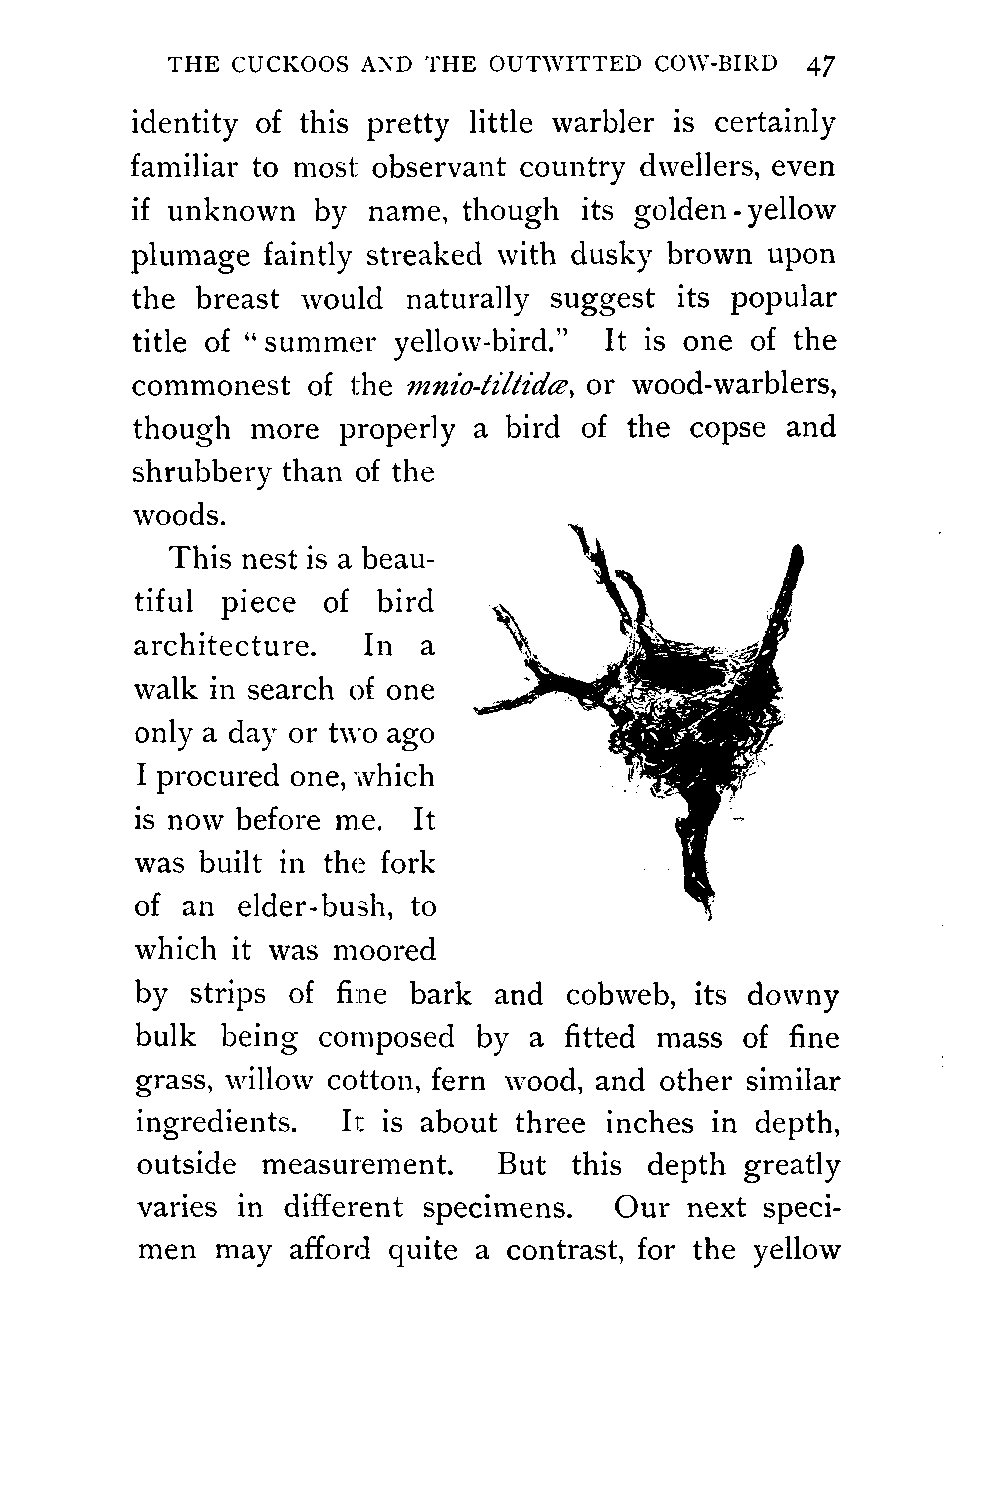 THE CUCKOOS AND THE OUTWITTED COW-BIRD 47
identity of this pretty little warbler is certainly
familiar to most observant country dwellers, even
if unknown by name, though its golden-yellow
plumage faintly streaked with dusky brown upon
the breast would naturally suggest its popular
title of “summer yellow-bird.” It is one of the
commonest of the mnio-tiltidæ, or wood-warblers,
though more properly a bird of the copse and
shrubbery than of the
woods.
This nest is a beau-
tiful piece of bird
architecture. In a
walk in search of one
only a day or two ago
I procured one, which
is now before me. It
was built in the fork
of an elder-bush, to
which it was moored
by strips of fine bark and cobweb, its downy
bulk being composed by a fitted mass of fine
grass, willow cotton, fern wood, and other similar
ingredients. It is about three inches in depth,
outside measurement. But this depth greatly
varies in different specimens. Our next speci-
men may afford quite a contrast, for the yellow